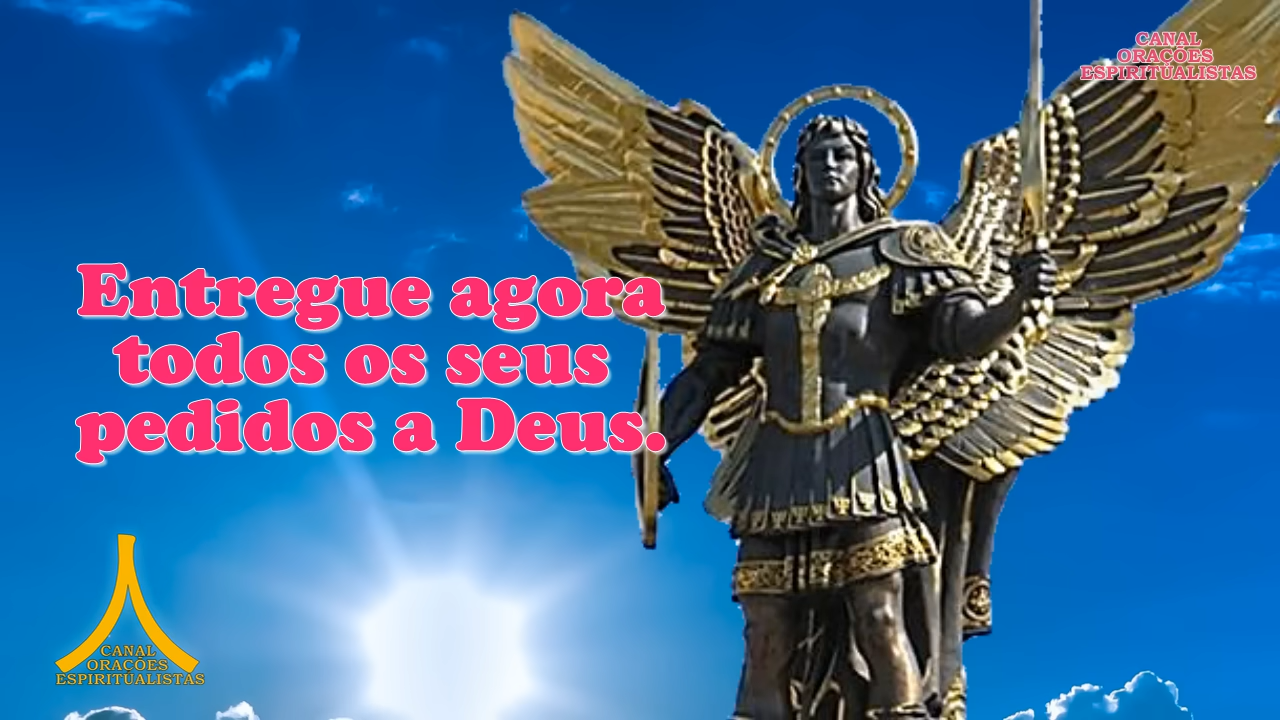 CANAL
ORAÇÕES
ESPIRITUALISTAS
Entregue agora
todos os seus
pedidos a Deus.
CANAL
ORAÇÕES
ESPIRITUALISTAS